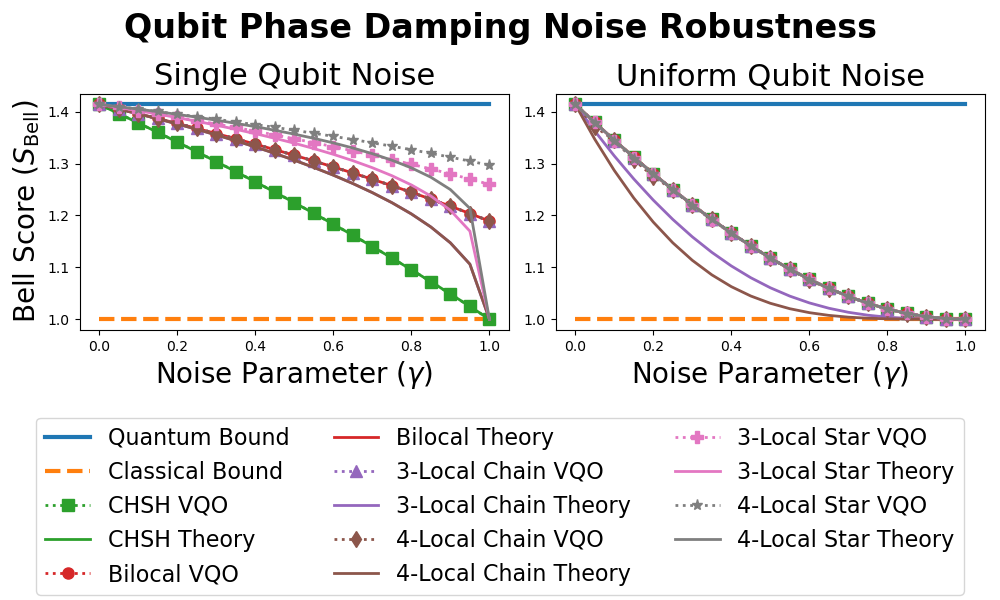 Qubit Phase Damping Noise Robustness
Single Qubit Noise
Uniform Qubit Noise
Bell Score (S_Bell)
1.4
1.3
1.2
1.1
1.0
0.0 0.2 0.4 0.6 0.8 1.0
Noise Parameter (γ)
1.4
1.3
1.2
1.1
1.0
0.0 0.2 0.4 0.6 0.8 1.0
Noise Parameter (γ)
Quantum Bound
Classical Bound
CHSH VQO
CHSH Theory
Bilocal VQO
Bilocal Theory
3-Local Chain VQO
3-Local Chain Theory
4-Local Chain VQO
4-Local Chain Theory
3-Local Star VQO
3-Local Star Theory
4-Local Star VQO
4-Local Star Theory